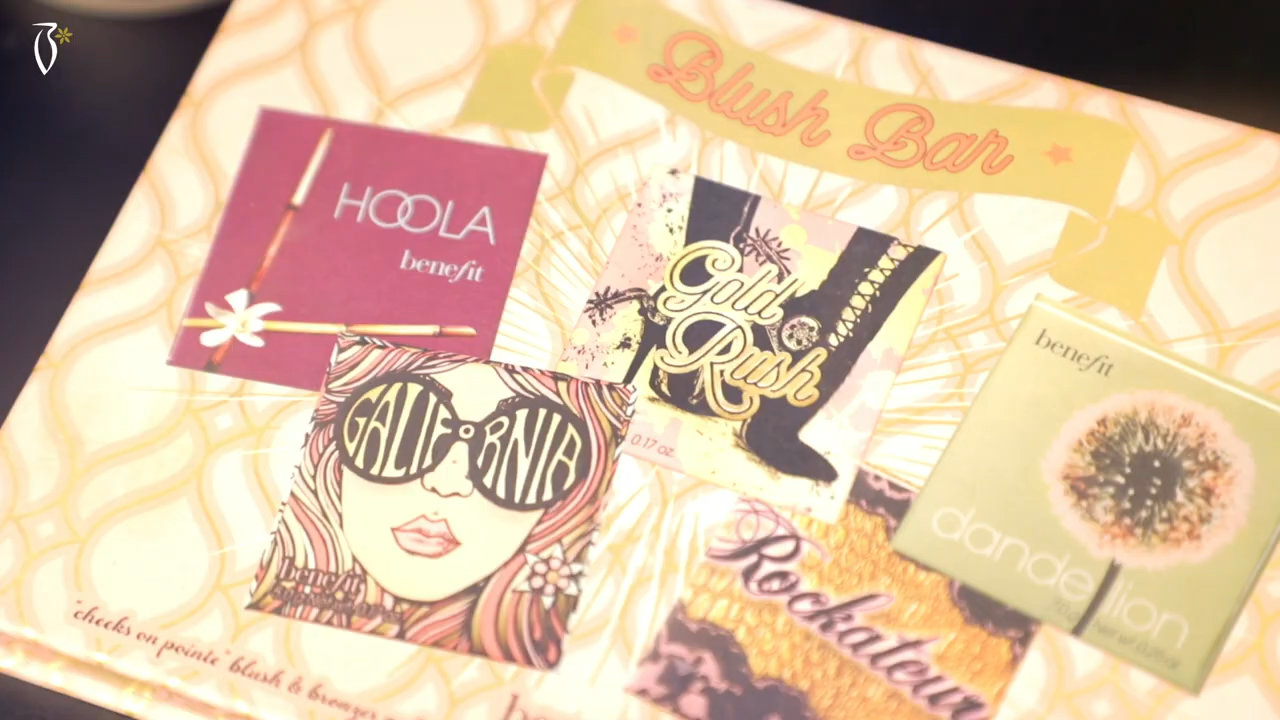 Blush Bar
HOOLA
benefit
Gold
Rush
0.17 oz.
GALIFORNIA
benefit
benefit
dandelion
Rockateur
"cheeks on pointe" blush & bronzer